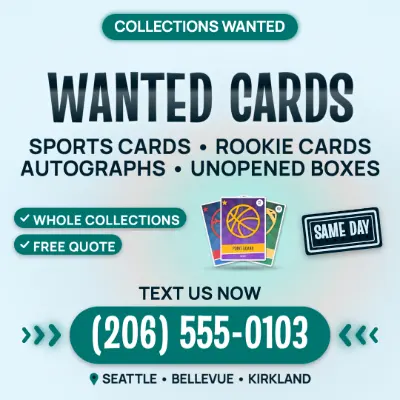 COLLECTIONS WANTED
WANTED CARDS
SPORTS CARDS • ROOKIE CARDS
AUTOGRAPHS • UNOPENED BOXES
WHOLE COLLECTIONS
FREE QUOTE
SAME DAY
TEXT US NOW
(206) 555-0103
SEATTLE • BELLEVUE • KIRKLAND